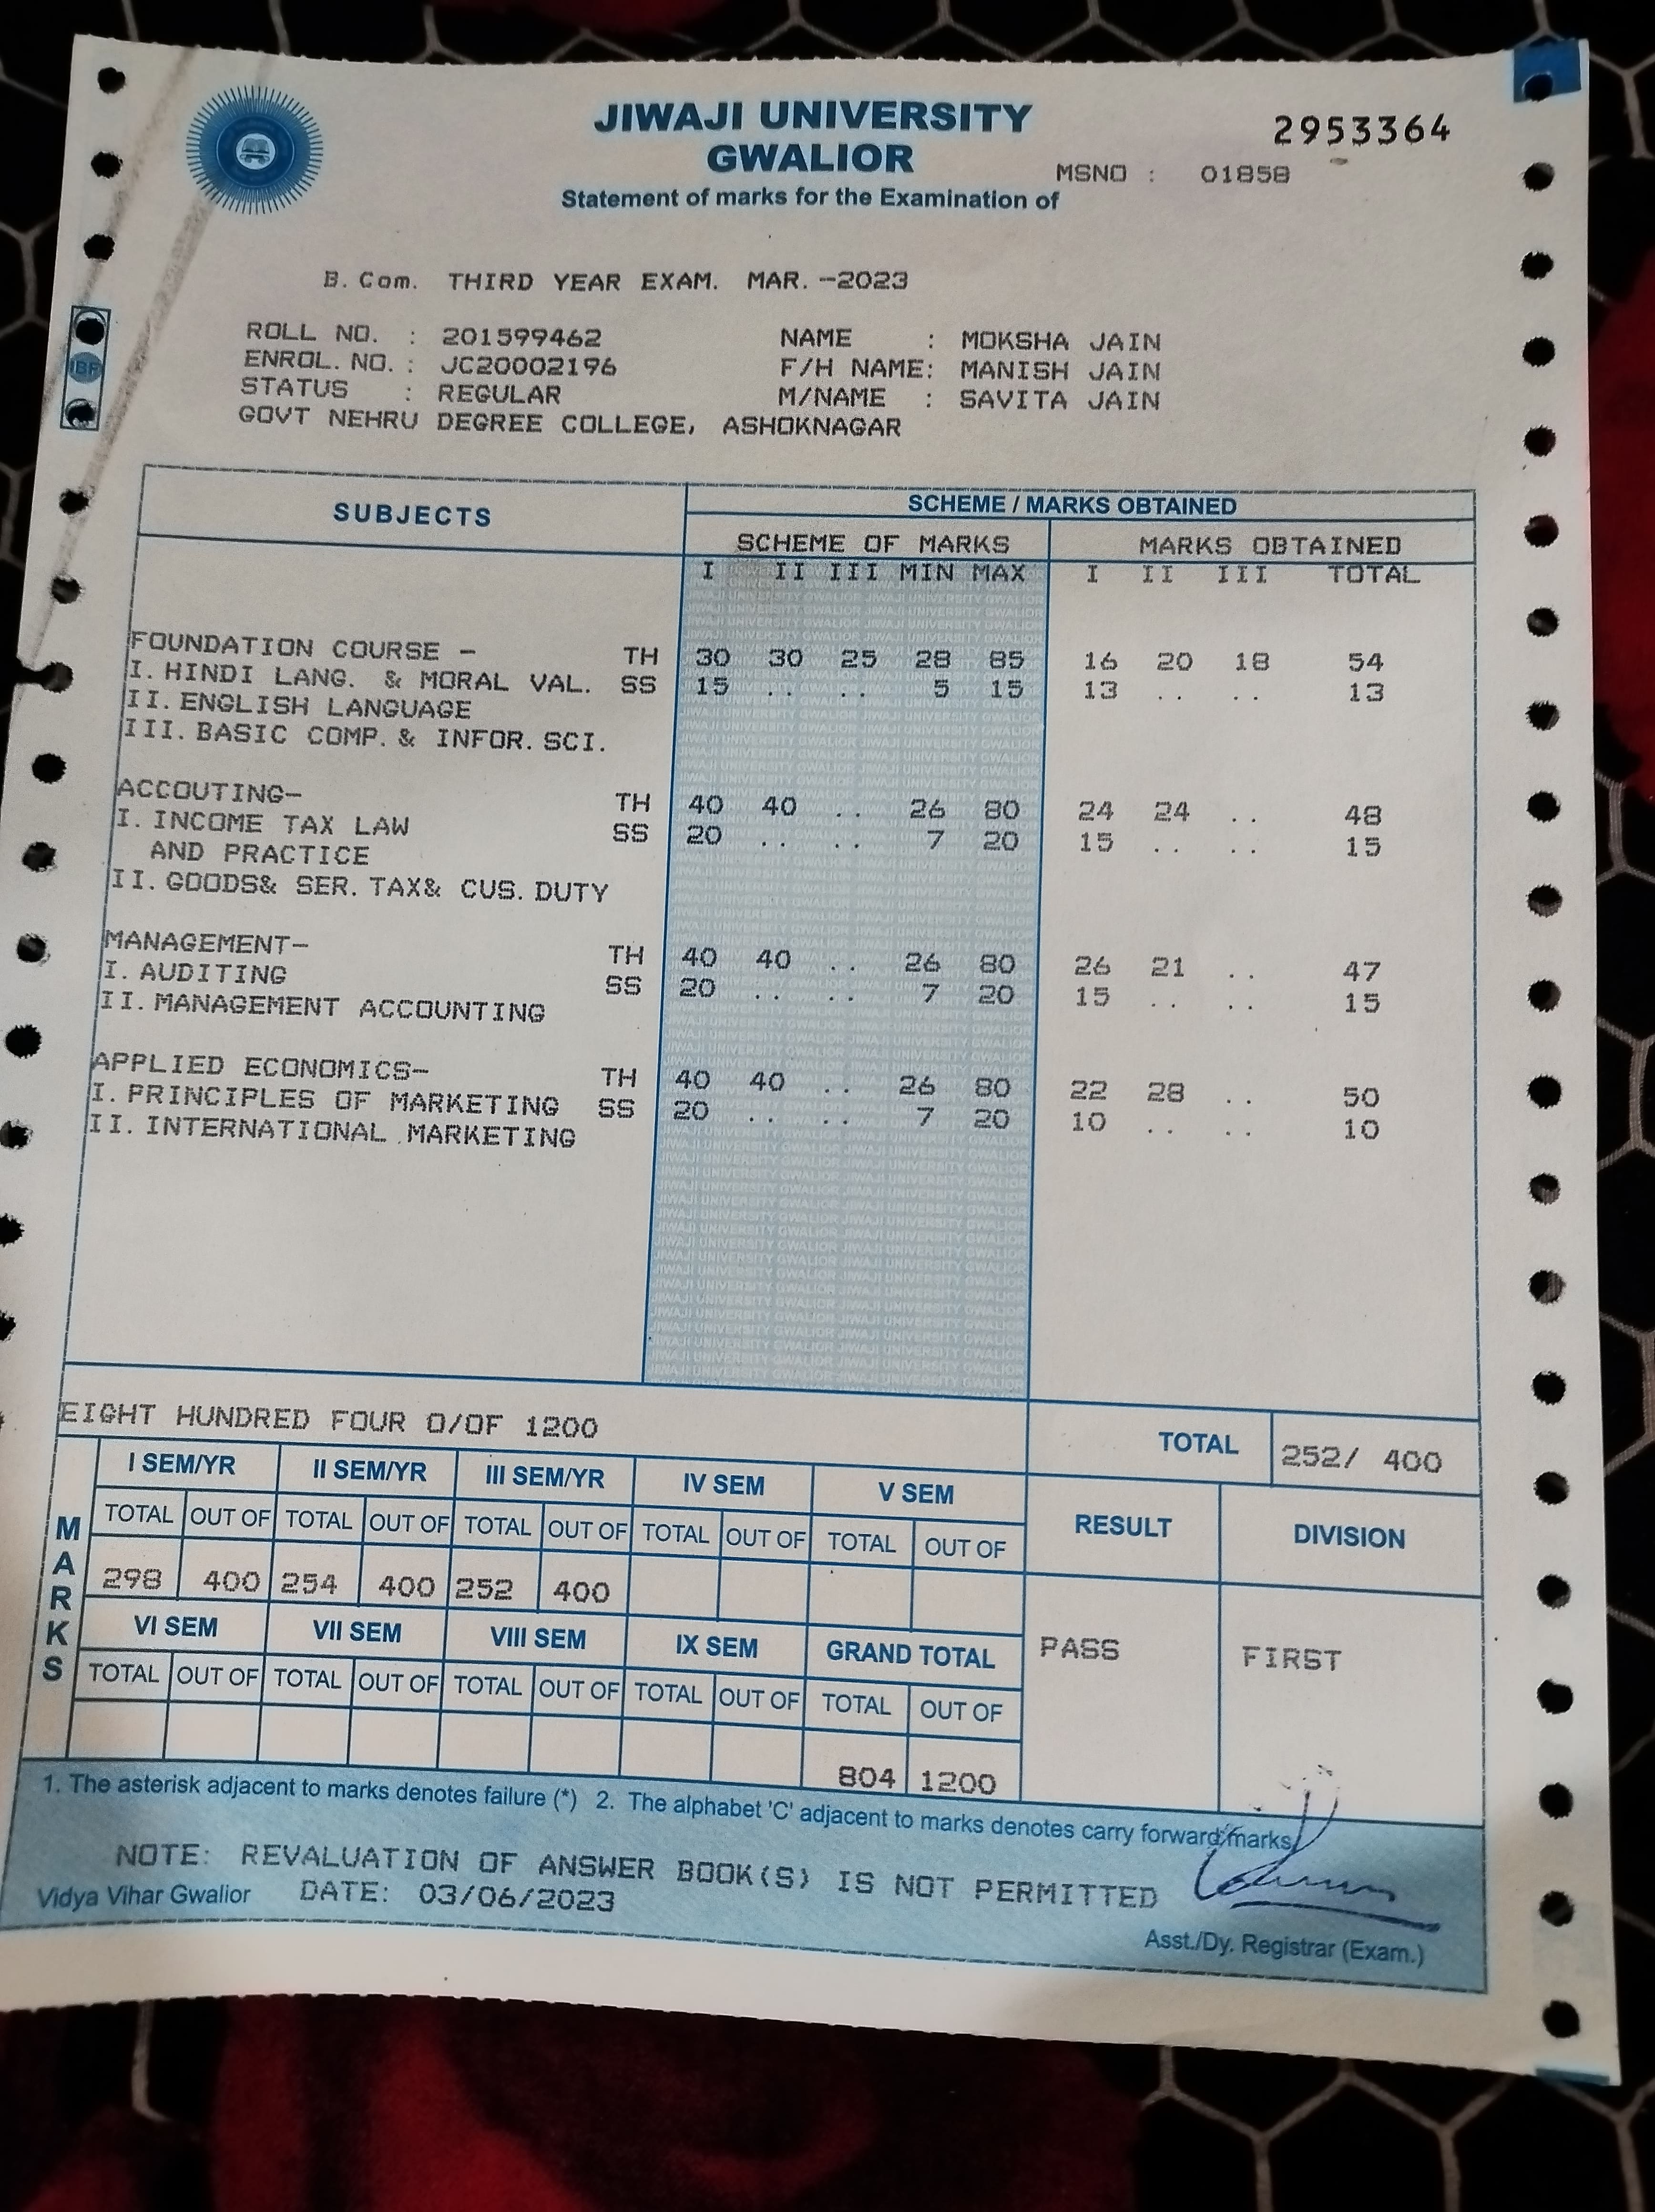 JIWAJI UNIVERSITY
GWALIOR
2953364
MSNO : 01858
Statement of marks for the Examination of
B.Com. THIRD YEAR EXAM. MAR.-2023
ROLL NO. : 201599462 NAME : MOKSHA JAIN
ENROL. NO. : JC20002196 F/H NAME: MANISH JAIN
STATUS : REGULAR M/NAME : SAVITA JAIN
GOVT NEHRU DEGREE COLLEGE, ASHOKNAGAR
IBP
SUBJECTS SCHEME / MARKS OBTAINED
SCHEME OF MARKS MARKS OBTAINED
I II III MIN MAX I II III TOTAL
FOUNDATION COURSE - TH 30 30 25 28 85 16 20 18 54
I. HINDI LANG. & MORAL VAL. SS 15 .. .. 5 15 13 .. .. 13
II. ENGLISH LANGUAGE
III. BASIC COMP. & INFOR. SCI.
ACCOUTING- TH 40 40 .. 26 80 24 24 .. 48
I. INCOME TAX LAW SS 20 .. .. 7 20 15 .. .. 15
AND PRACTICE
II. GOODS& SER. TAX& CUS. DUTY
MANAGEMENT- TH 40 40 .. 26 80 26 21 .. 47
I. AUDITING SS 20 .. .. 7 20 15 .. .. 15
II. MANAGEMENT ACCOUNTING
APPLIED ECONOMICS- TH 40 40 .. 26 80 22 28 .. 50
I. PRINCIPLES OF MARKETING SS 20 .. .. 7 20 10 .. .. 10
II. INTERNATIONAL MARKETING
EIGHT HUNDRED FOUR O/OF 1200
TOTAL 252/ 400
MARKS
I SEM/YR II SEM/YR III SEM/YR IV SEM V SEM
TOTAL OUT OF TOTAL OUT OF TOTAL OUT OF TOTAL OUT OF TOTAL OUT OF
298 400 254 400 252 400
RESULT DIVISION
VI SEM VII SEM VIII SEM IX SEM GRAND TOTAL
TOTAL OUT OF TOTAL OUT OF TOTAL OUT OF TOTAL OUT OF TOTAL OUT OF
804 1200
PASS FIRST
1. The asterisk adjacent to marks denotes failure (*) 2. The alphabet 'C' adjacent to marks denotes carry forward marks
NOTE: REVALUATION OF ANSWER BOOK(S) IS NOT PERMITTED
Vidya Vihar Gwalior DATE: 03/06/2023
Asst./Dy. Registrar (Exam.)